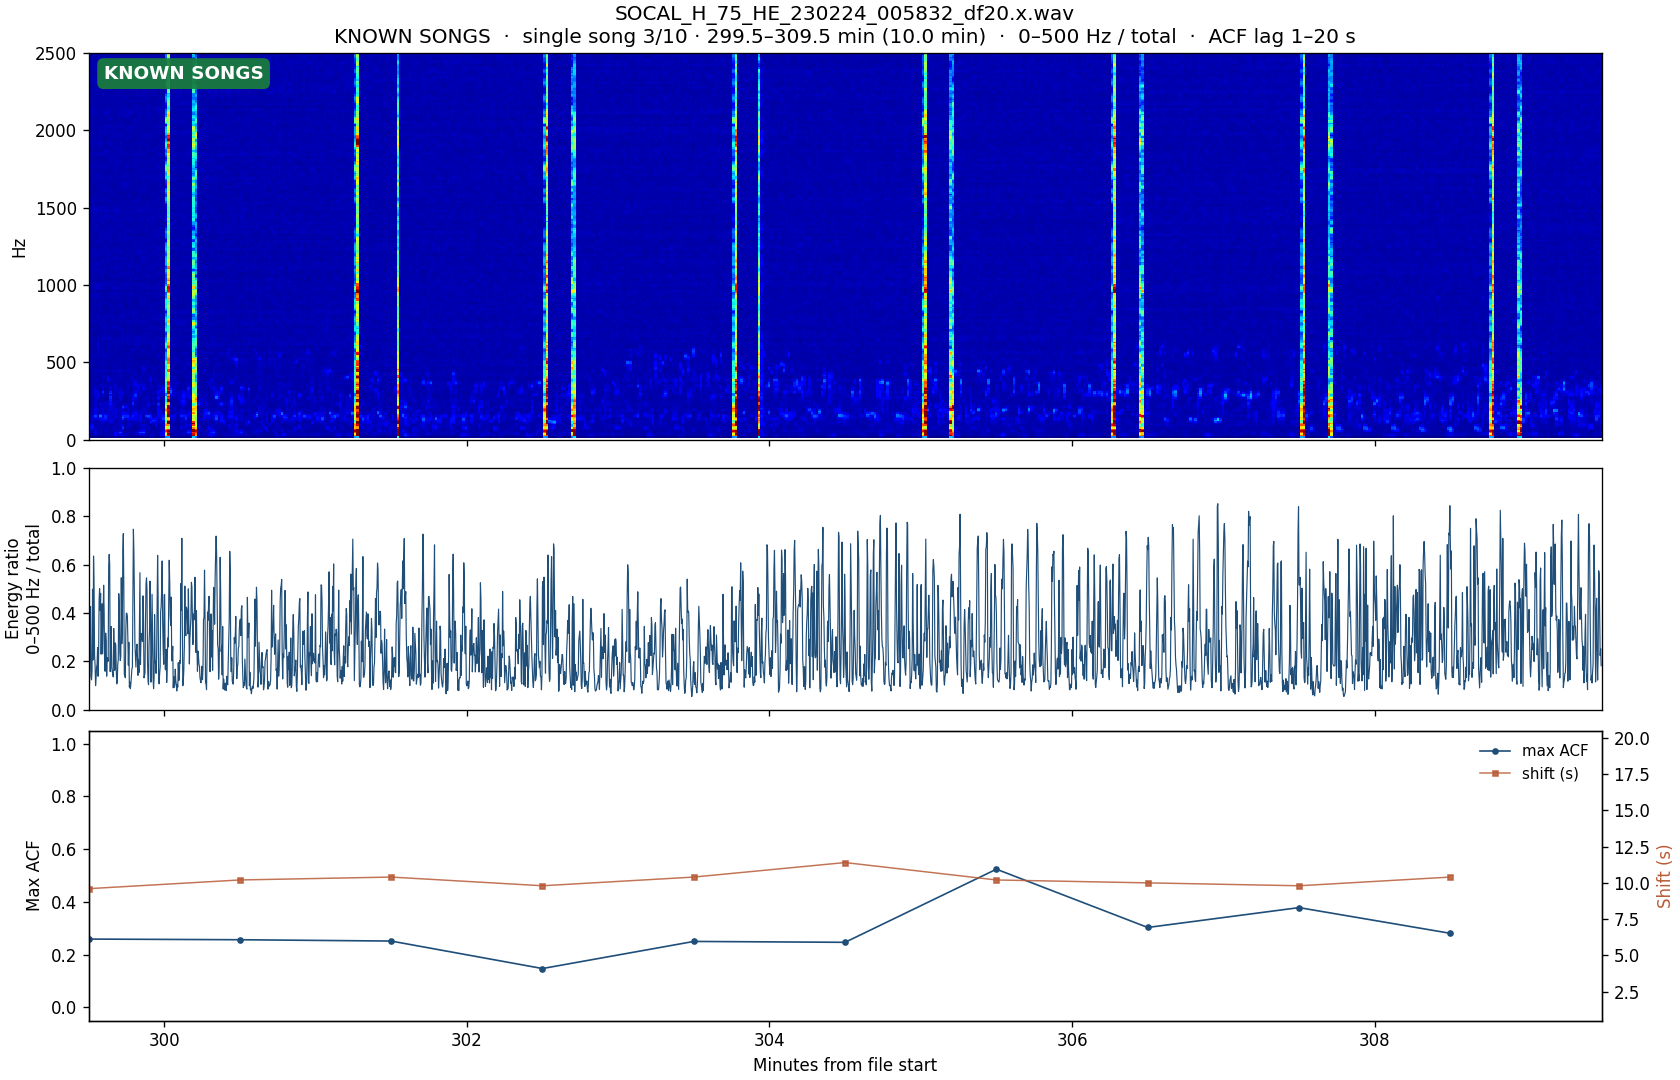 SOCAL_H_75_HE_230224_005832_df20.x.wav
KNOWN SONGS · single song 3/10 · 299.5–309.5 min (10.0 min) · 0–500 Hz / total · ACF lag 1–20 s
KNOWN SONGS
2500
2000
1500
1000
500
0
Hz
1.0
0.8
0.6
0.4
0.2
0.0
Energy ratio
0–500 Hz / total
1.0
0.8
0.6
0.4
0.2
0.0
Max ACF
max ACF
shift (s)
20.0
17.5
15.0
12.5
10.0
7.5
5.0
2.5
Shift (s)
300
302
304
306
308
Minutes from file start